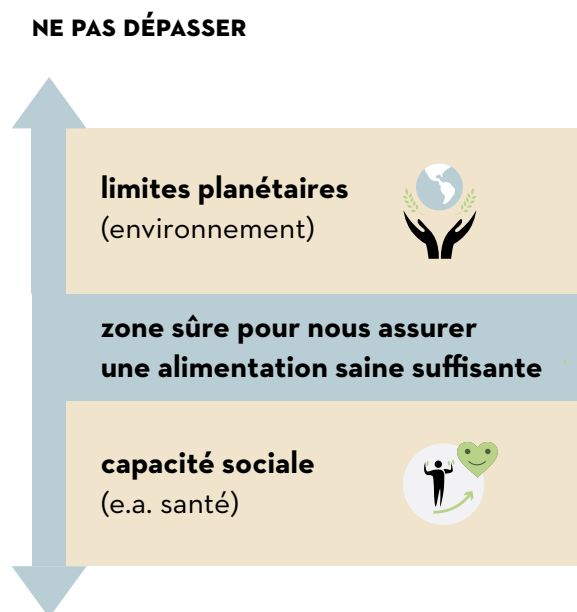 NE PAS DÉPASSER
limites planétaires
(environnement)
zone sûre pour nous assurer
une alimentation saine suffisante
capacité sociale
(e.a. santé)